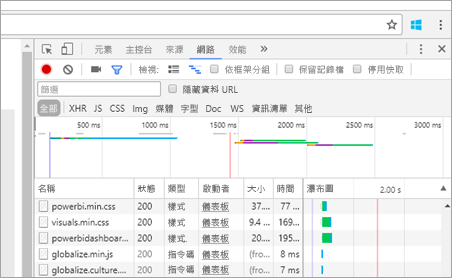 元素 主控台 來源 網路 效能 »
檢視: 依框架分組 保留記錄檔 停用快取
篩選 隱藏資料 URL
全部 XHR JS CSS Img 媒體 字型 Doc WS 資訊清單 其他
500 ms 1000 ms 1500 ms 2000 ms 2500 ms 3000 ms
名稱 狀態 類型 啟動者 大小 時間 瀑布圖 2.00 s
powerbi.min.css 200 樣式 儀表板 37.... 77 ...
visuals.min.css 200 樣式 儀表板 9.4 ... 169...
powerbidashboar... 200 樣式. 儀表板 20.... 195...
globalize.min.js 200 指令碼 儀表板 (fro... 8 ms
globalize.culture.... 200 指令碼 儀表板 (fro... 7 ms